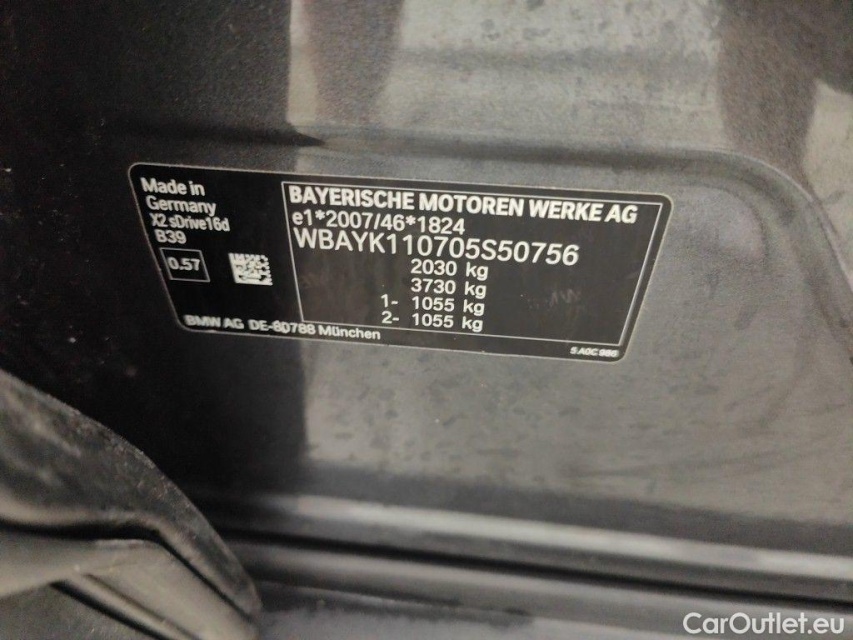 Made in
Germany
X2 sDrive16d
B39
0.57
BAYERISCHE MOTOREN WERKE AG
e1*2007/46*1824
WBAYK110705S50756
2030 kg
3730 kg
1- 1055 kg
2- 1055 kg
BMW AG DE-80788 München
CarOutlet.eu